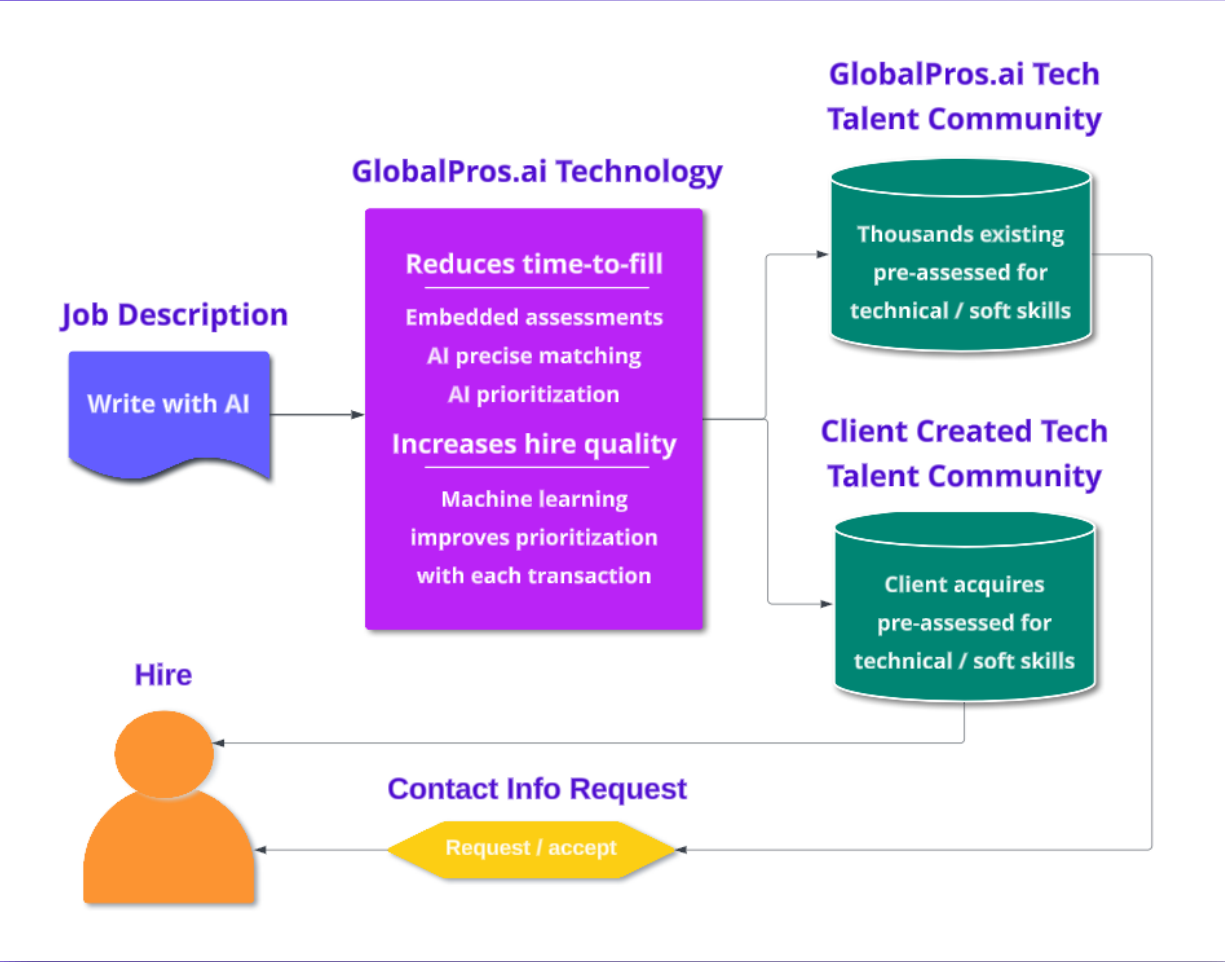 GlobalPros.ai Tech
Talent Community
Thousands existing
pre-assessed for
technical / soft skills
GlobalPros.ai Technology
Reduces time-to-fill
Embedded assessments
AI precise matching
AI prioritization
Increases hire quality
Machine learning
improves prioritization
with each transaction
Job Description
Write with AI
Client Created Tech
Talent Community
Client acquires
pre-assessed for
technical / soft skills
Hire
Contact Info Request
Request / accept